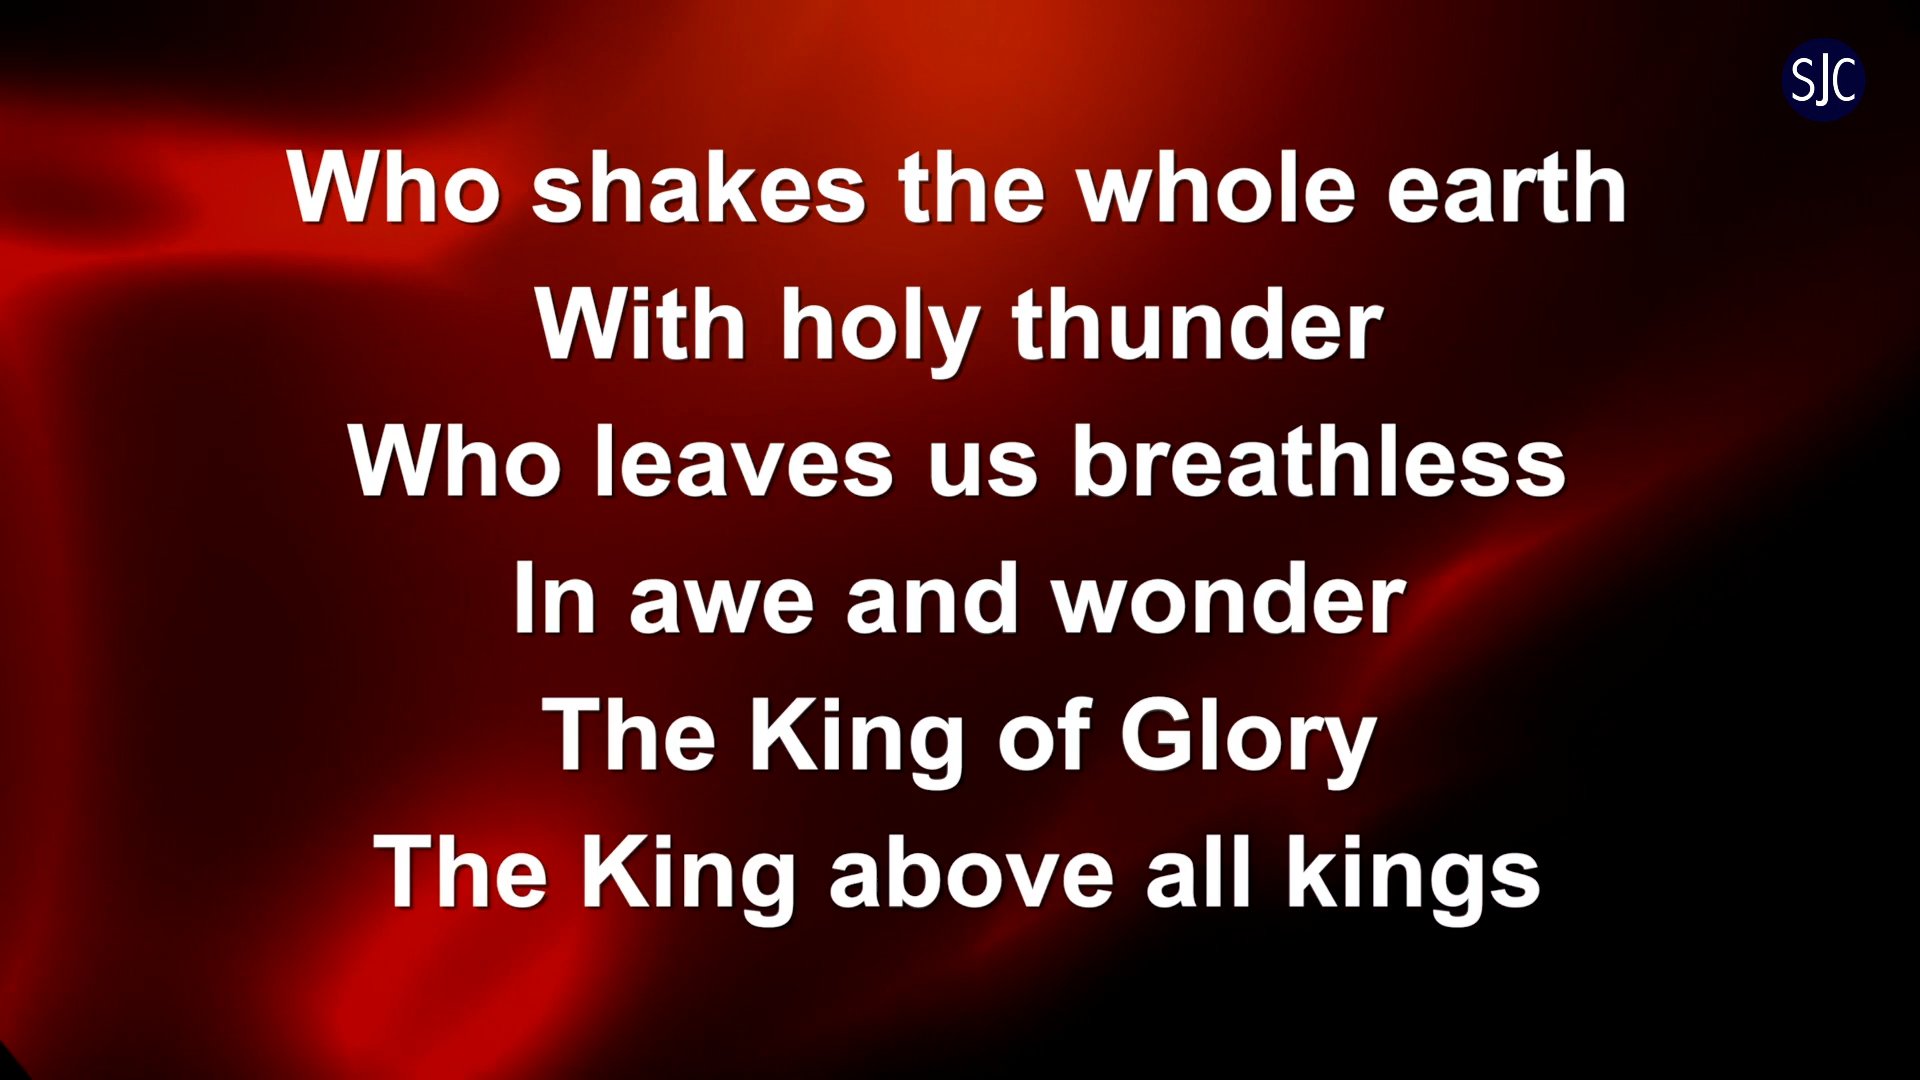 SJC
Who shakes the whole earth
With holy thunder
Who leaves us breathless
In awe and wonder
The King of Glory
The King above all kings